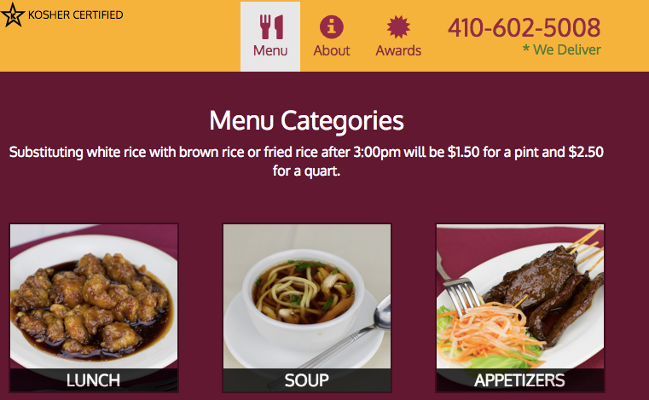 KOSHER CERTIFIED
Menu
About
Awards
410-602-5008
* We Deliver
Menu Categories
Substituting white rice with brown rice or fried rice after 3:00pm will be $1.50 for a pint and $2.50
for a quart.
LUNCH
SOUP
APPETIZERS